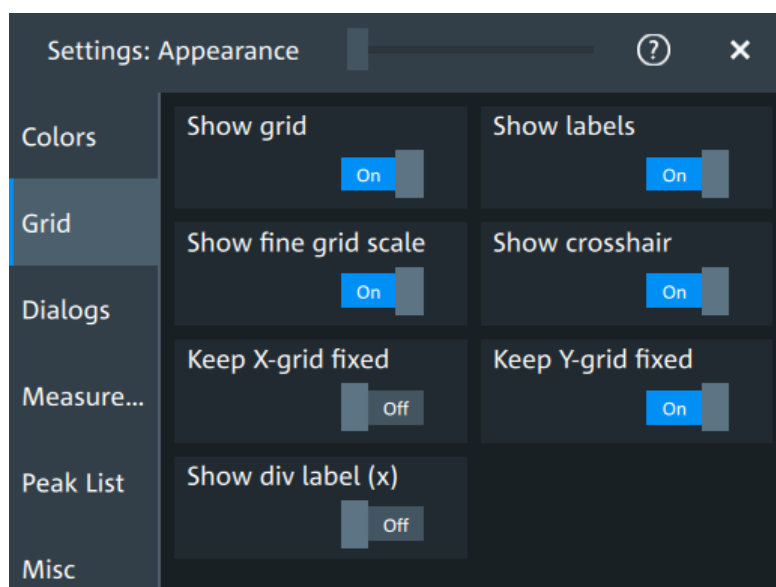 Settings: Appearance ? ×
Colors
Grid
Dialogs
Measure...
Peak List
Misc
Show grid
On
Show labels
On
Show fine grid scale
On
Show crosshair
On
Keep X-grid fixed
Off
Keep Y-grid fixed
On
Show div label (x)
Off